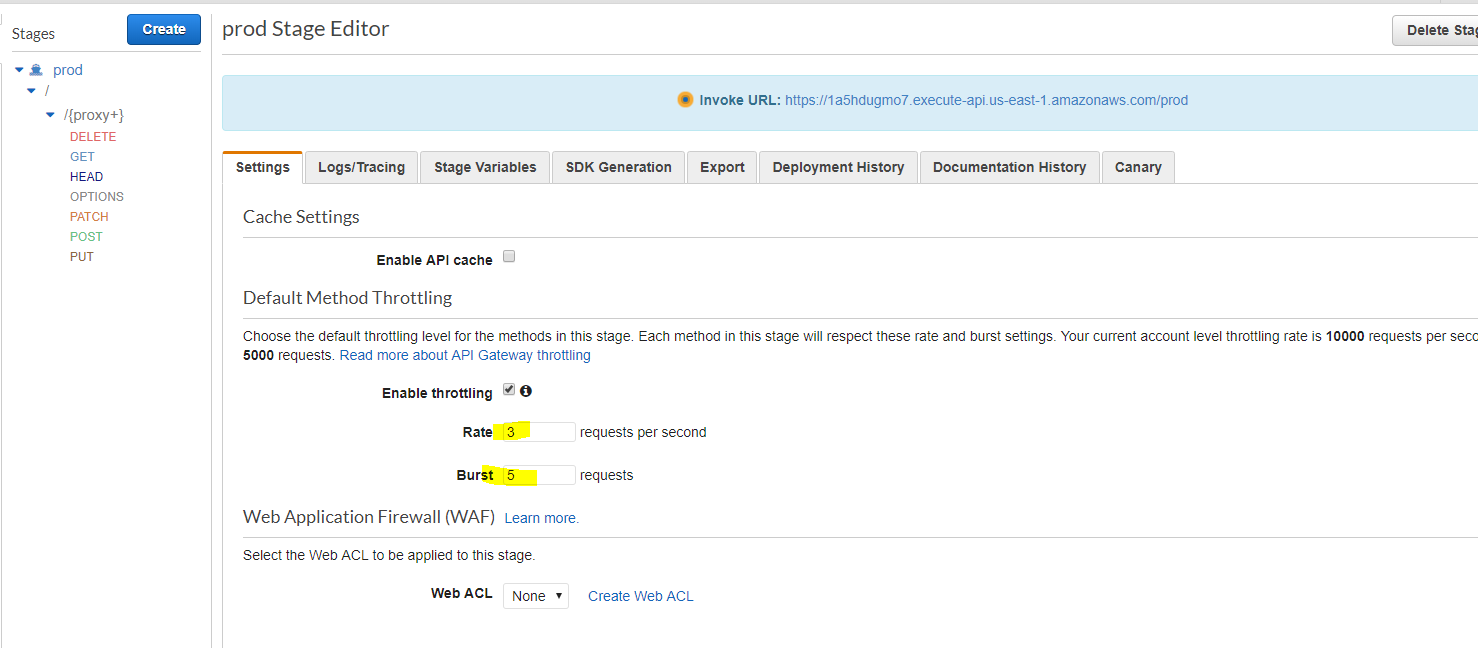 Stages
Create
prod
/
/{proxy+}
DELETE
GET
HEAD
OPTIONS
PATCH
POST
PUT
prod Stage Editor
Delete Stag
Invoke URL: https://1a5hdugmo7.execute-api.us-east-1.amazonaws.com/prod
Settings
Logs/Tracing
Stage Variables
SDK Generation
Export
Deployment History
Documentation History
Canary
Cache Settings
Enable API cache
Default Method Throttling
Choose the default throttling level for the methods in this stage. Each method in this stage will respect these rate and burst settings. Your current account level throttling rate is 10000 requests per seco
5000 requests. Read more about API Gateway throttling
Enable throttling
Rate 3 requests per second
Burst 5 requests
Web Application Firewall (WAF) Learn more.
Select the Web ACL to be applied to this stage.
Web ACL None Create Web ACL